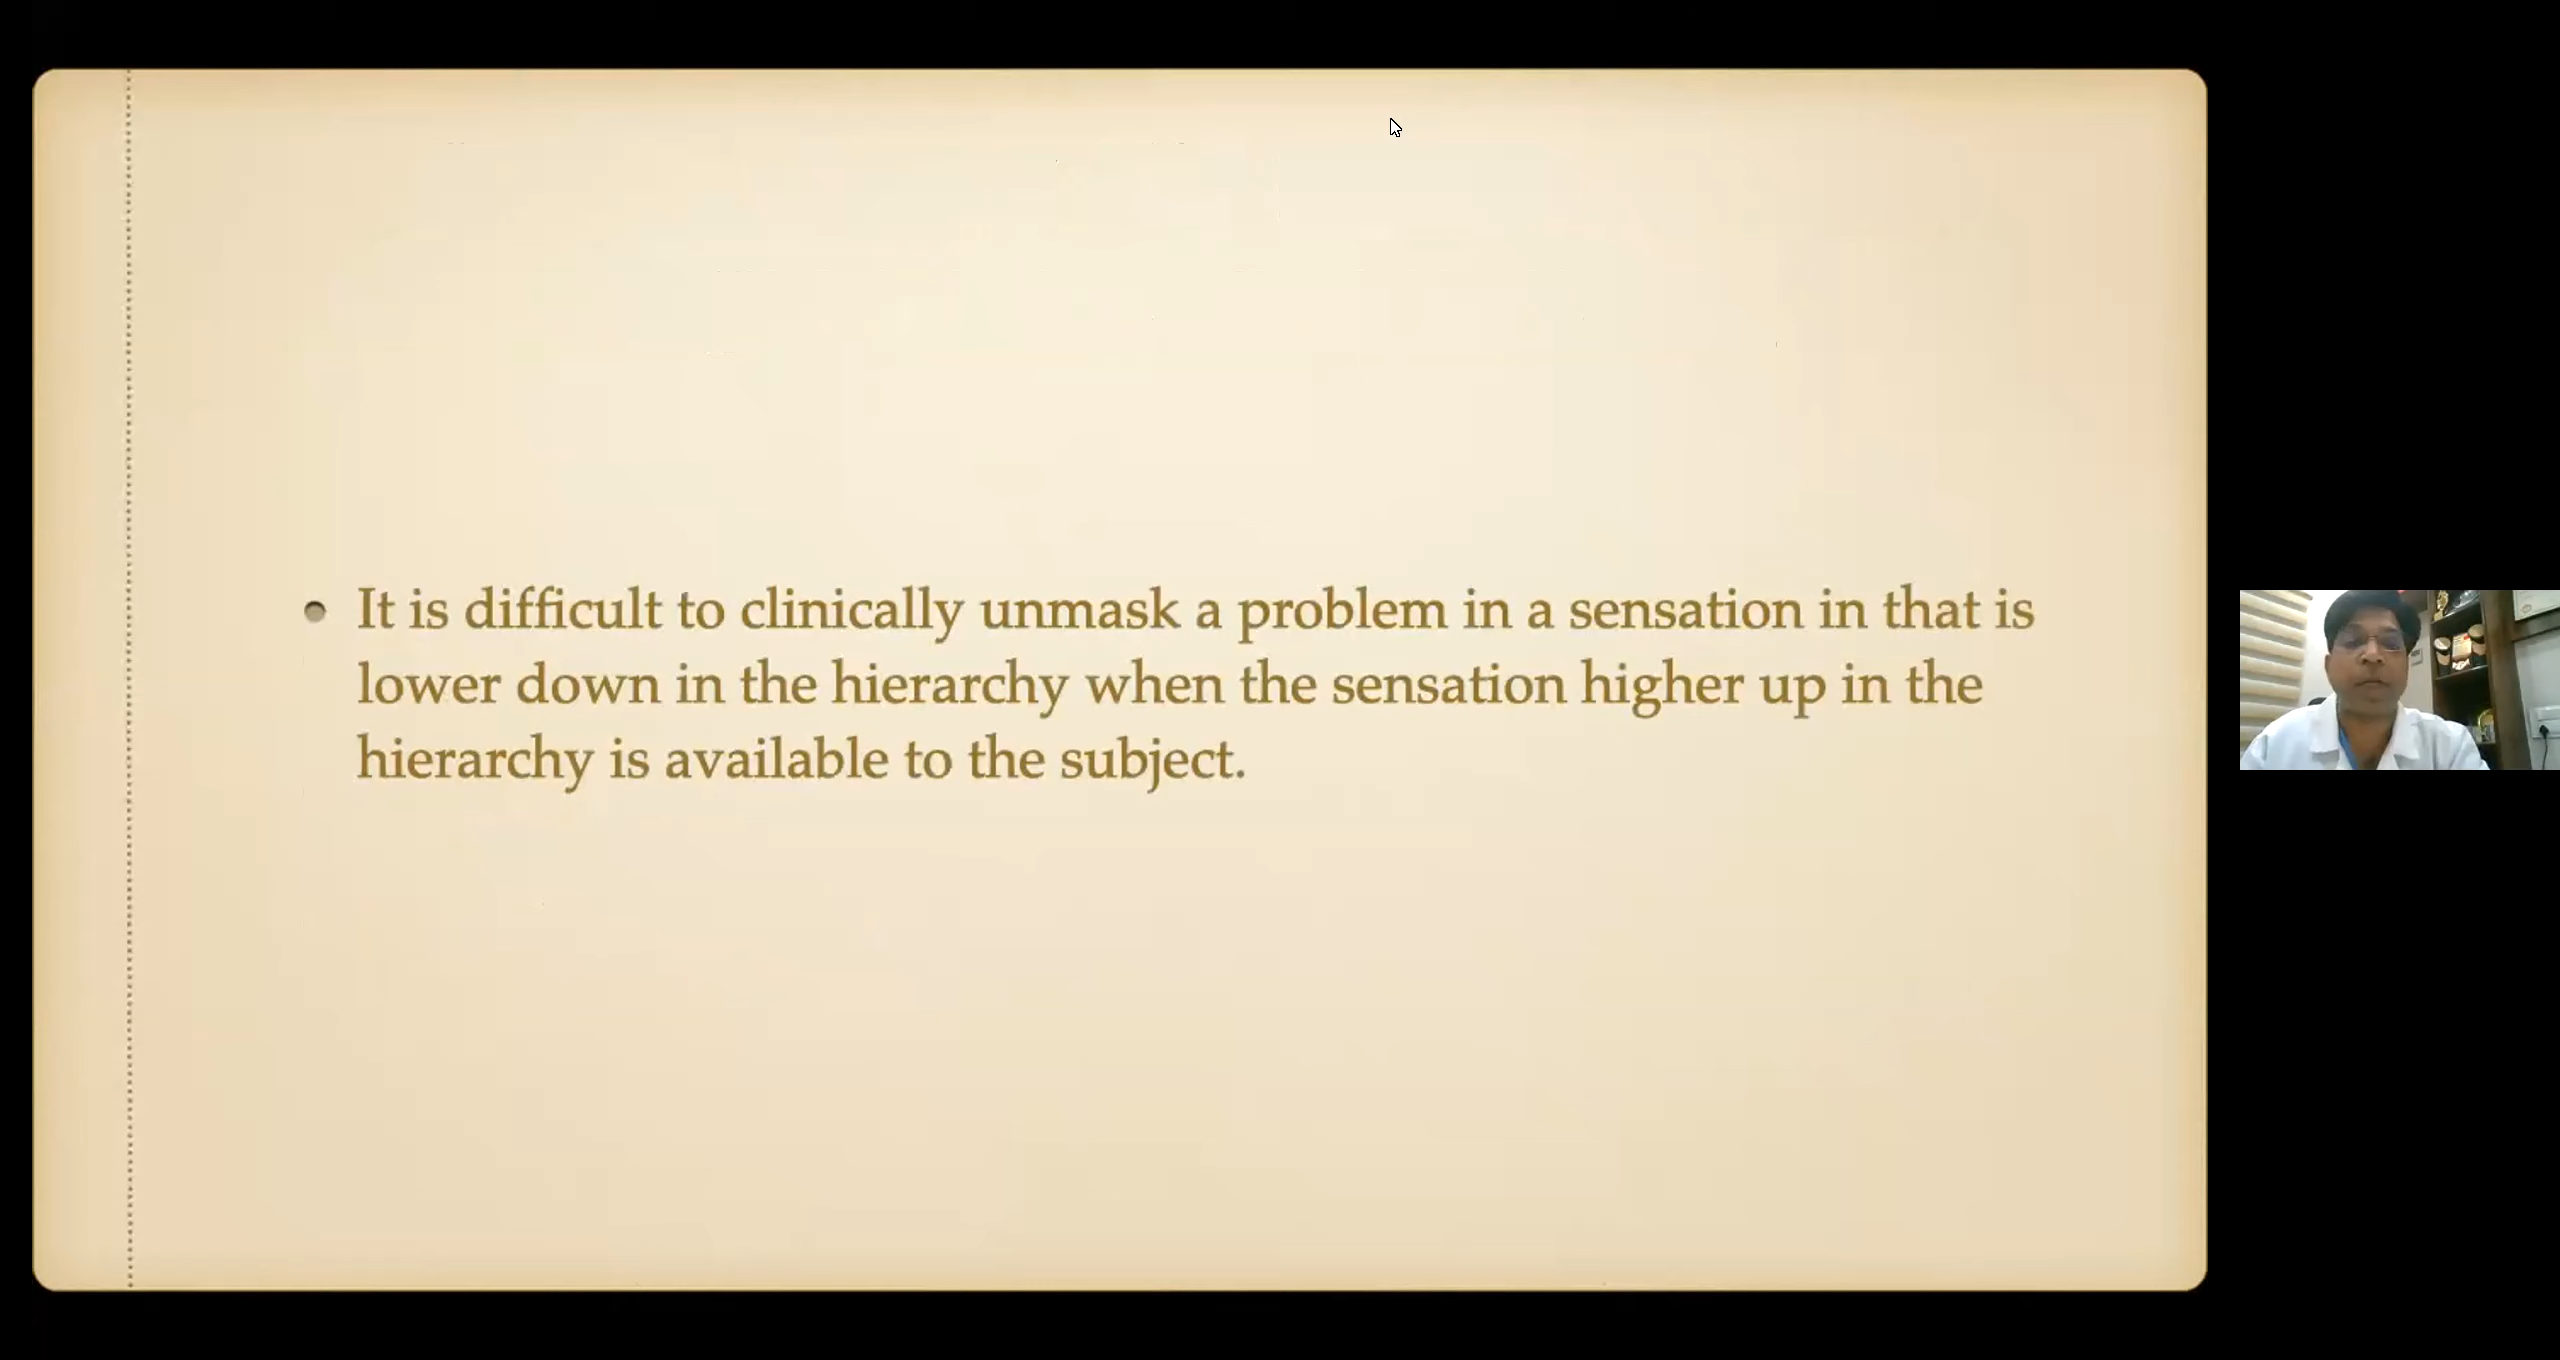 • It is difficult to clinically unmask a problem in a sensation in that is
lower down in the hierarchy when the sensation higher up in the
hierarchy is available to the subject.